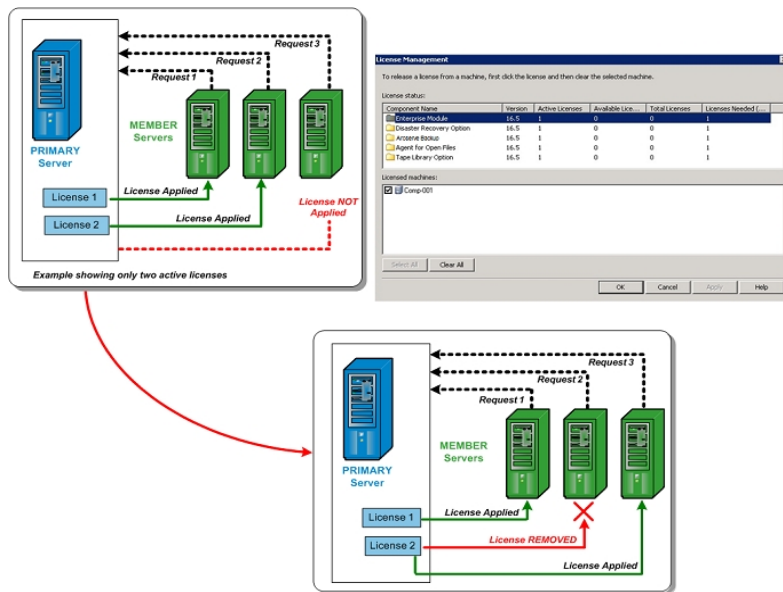 Request 3
Request 2
Request 1
PRIMARY
Server
MEMBER
Servers
License 1
License 2
License Applied
License Applied
License NOT
Applied
Example showing only two active licenses
License Management
To release a license from a machine, first click the license and then clear the selected machine.
License status:
Component Name Version Active Licenses Available Lice... Total Licenses Licenses Needed (...
Enterprise Module 16.5 1 0 0 1
Disaster Recovery Option 16.5 1 0 0 1
Arcserve Backup 16.5 1 0 0 1
Agent for Open Files 16.5 1 0 0 1
Tape Library Option 16.5 1 0 0 1
Licensed machines:
Comp-001
Select All Clear All
OK Cancel Apply Help
Request 3
Request 2
Request 1
PRIMARY
Server
MEMBER
Servers
License 1
License 2
License Applied
License REMOVED
License Applied